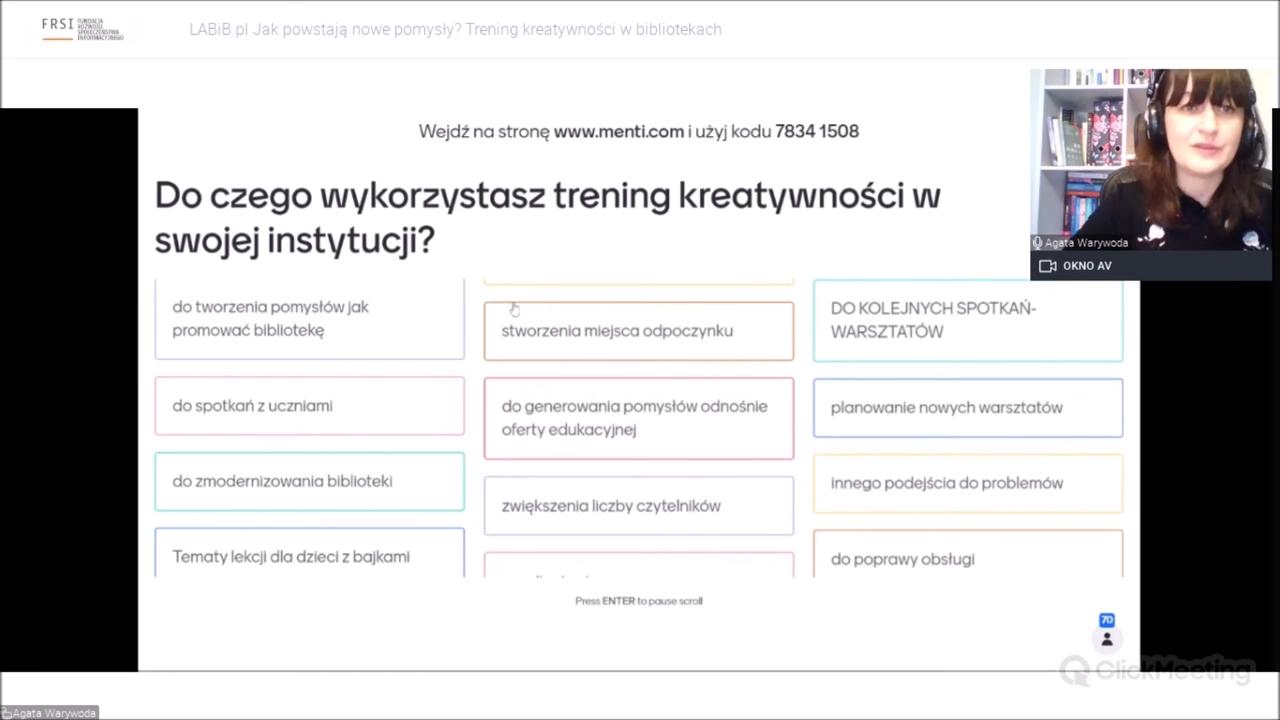 FRSI FUNDACJA
ROZWOJU
SPOŁECZEŃSTWA
INFORMACYJNEGO
LABiB.pl Jak powstają nowe pomysły? Trening kreatywności w bibliotekach
Wejdź na stronę www.menti.com i użyj kodu 7834 1508
Do czego wykorzystasz trening kreatywności w
swojej instytucji?
Agata Warywoda
OKNO AV
do tworzenia pomysłów jak
promować bibliotekę
do spotkań z uczniami
do zmodernizowania biblioteki
Tematy lekcji dla dzieci z bajkami
stworzenia miejsca odpoczynku
do generowania pomysłów odnośnie
oferty edukacyjnej
zwiększenia liczby czytelników
DO KOLEJNYCH SPOTKAŃ-
WARSZTATÓW
planowanie nowych warsztatów
innego podejścia do problemów
do poprawy obsługi
Press ENTER to pause scroll
70
ClickMeeting
Agata Warywoda